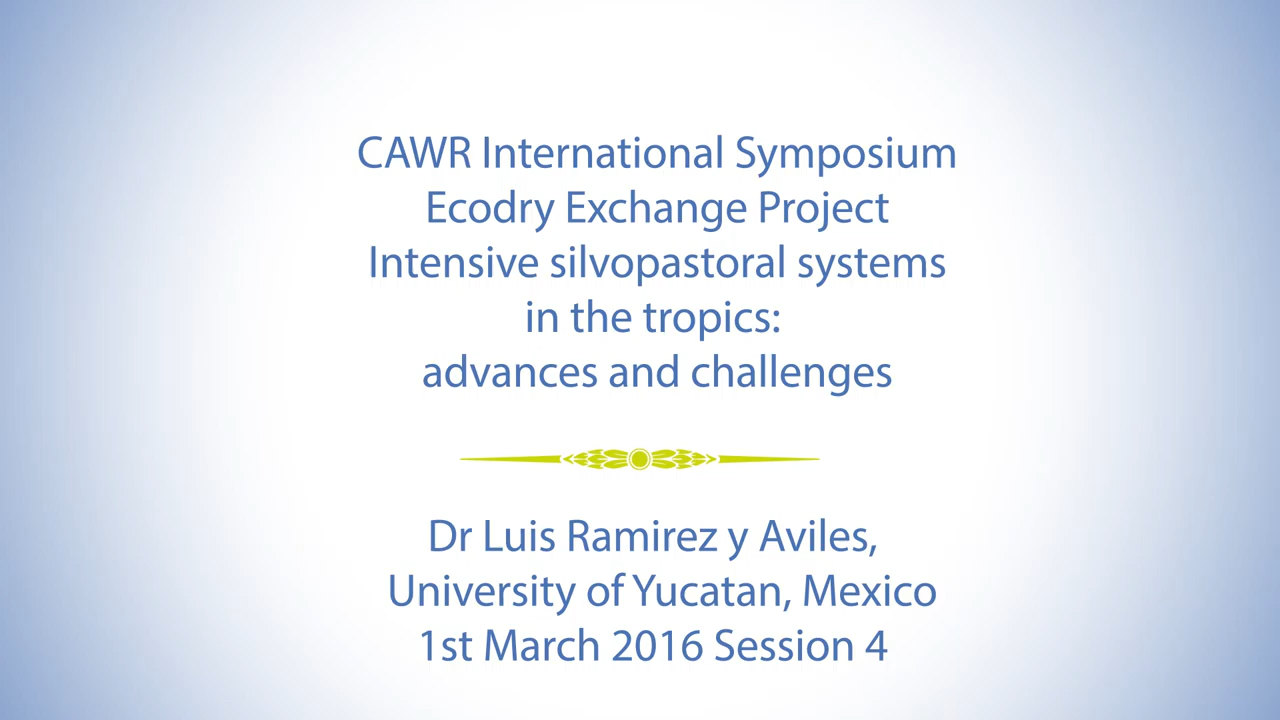 CAWR International Symposium
Ecodry Exchange Project
Intensive silvopastoral systems
in the tropics:
advances and challenges
Dr Luis Ramirez y Aviles,
University of Yucatan, Mexico
1st March 2016 Session 4